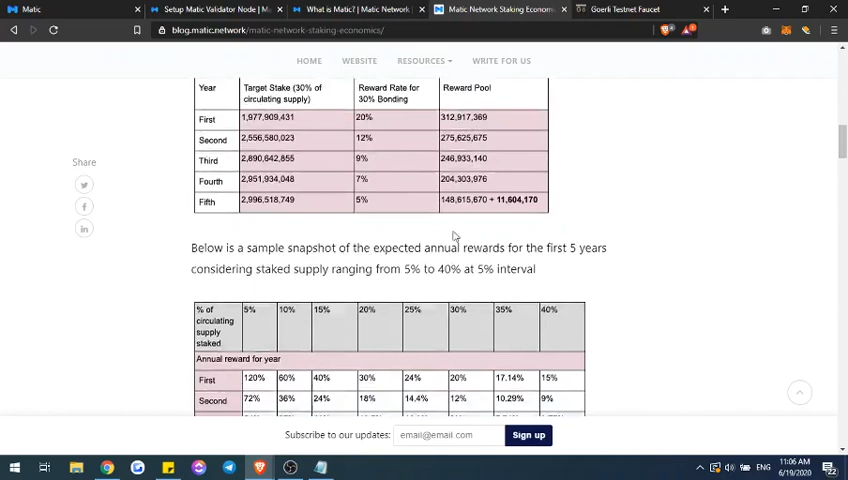 Matic
Setup Matic Validator Node | Ma
What is Matic? | Matic Network
Matic Network Staking Econom
Goerli Testnet Faucet
blog.matic.network/matic-network-staking-economics/
HOME WEBSITE RESOURCES WRITE FOR US
Year Target Stake (30% of circulating supply) Reward Rate for 30% Bonding Reward Pool
First 1,977,909,431 20% 312,917,369
Second 2,556,580,023 12% 275,625,675
Third 2,890,642,855 9% 246,933,140
Fourth 2,951,934,048 7% 204,303,976
Fifth 2,996,518,749 5% 148,615,670 + 11,604,170
Share
Below is a sample snapshot of the expected annual rewards for the first 5 years
considering staked supply ranging from 5% to 40% at 5% interval
% of circulating supply staked 5% 10% 15% 20% 25% 30% 35% 40%
Annual reward for year
First 120% 60% 40% 30% 24% 20% 17.14% 15%
Second 72% 36% 24% 18% 14.4% 12% 10.29% 9%
Subscribe to our updates: email@email.com Sign up
ENG
11:06 AM
6/19/2020
22